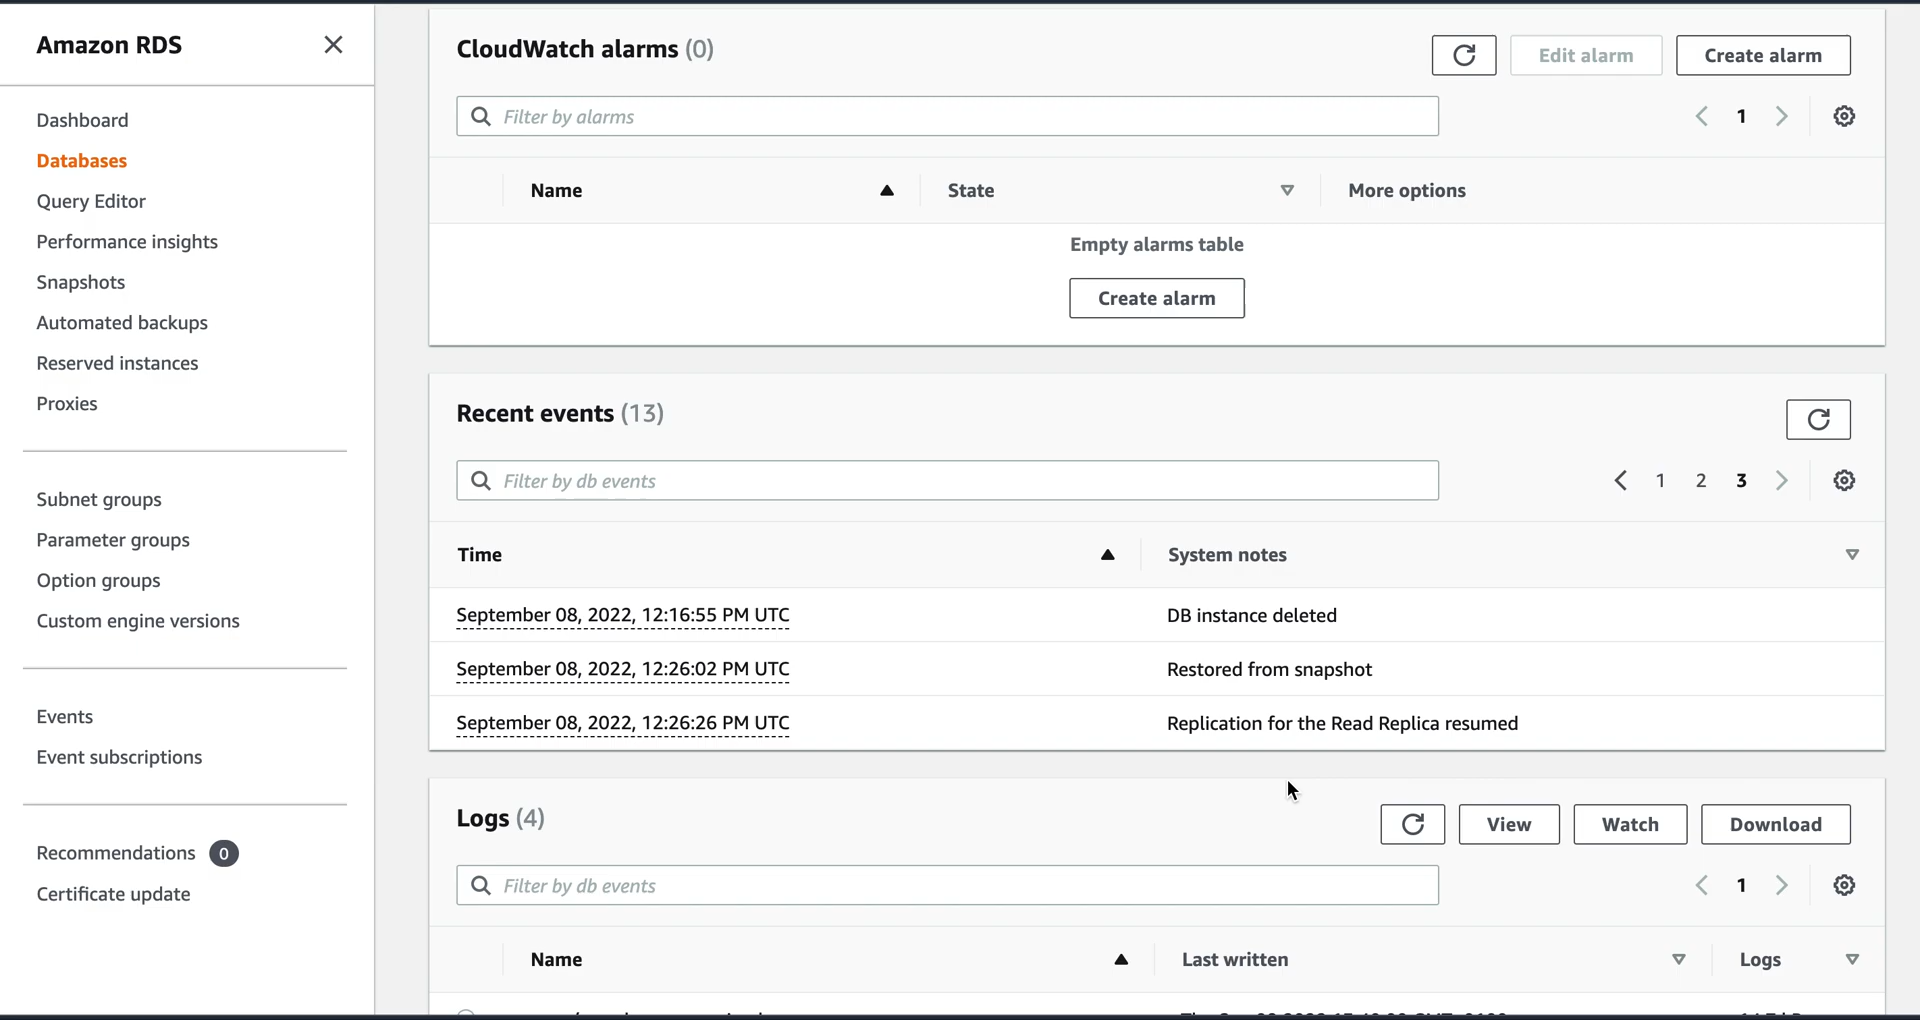 Amazon RDS
Dashboard
Databases
Query Editor
Performance insights
Snapshots
Automated backups
Reserved instances
Proxies
Subnet groups
Parameter groups
Option groups
Custom engine versions
Events
Event subscriptions
Recommendations 0
Certificate update
CloudWatch alarms (0)
Edit alarm
Create alarm
Filter by alarms
1
Name State More options
Empty alarms table
Create alarm
Recent events (13)
Filter by db events
1 2 3
Time System notes
September 08, 2022, 12:16:55 PM UTC DB instance deleted
September 08, 2022, 12:26:02 PM UTC Restored from snapshot
September 08, 2022, 12:26:26 PM UTC Replication for the Read Replica resumed
Logs (4)
View
Watch
Download
Filter by db events
1
Name Last written Logs